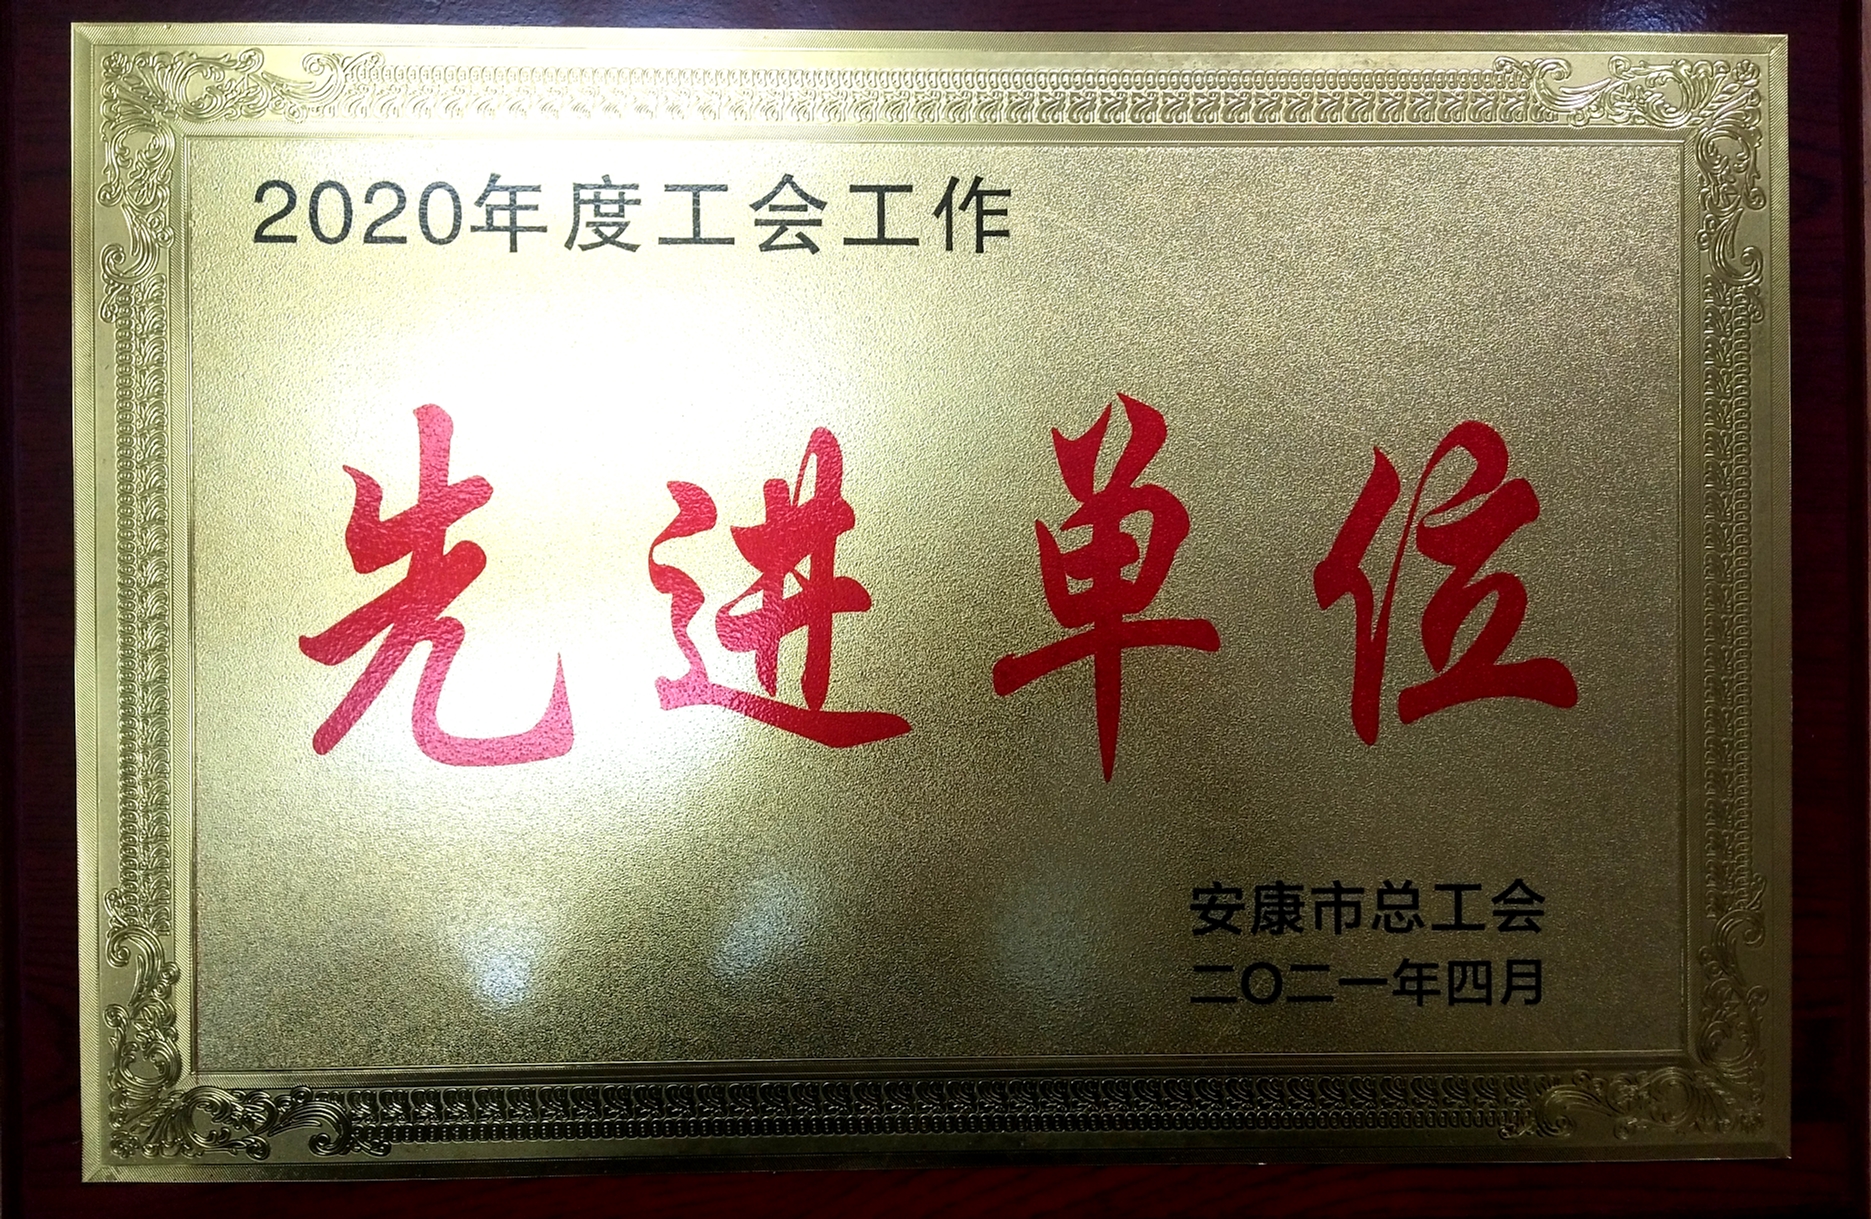 2020年度工会工作
先进单位
安康市总工会
二〇二一年四月